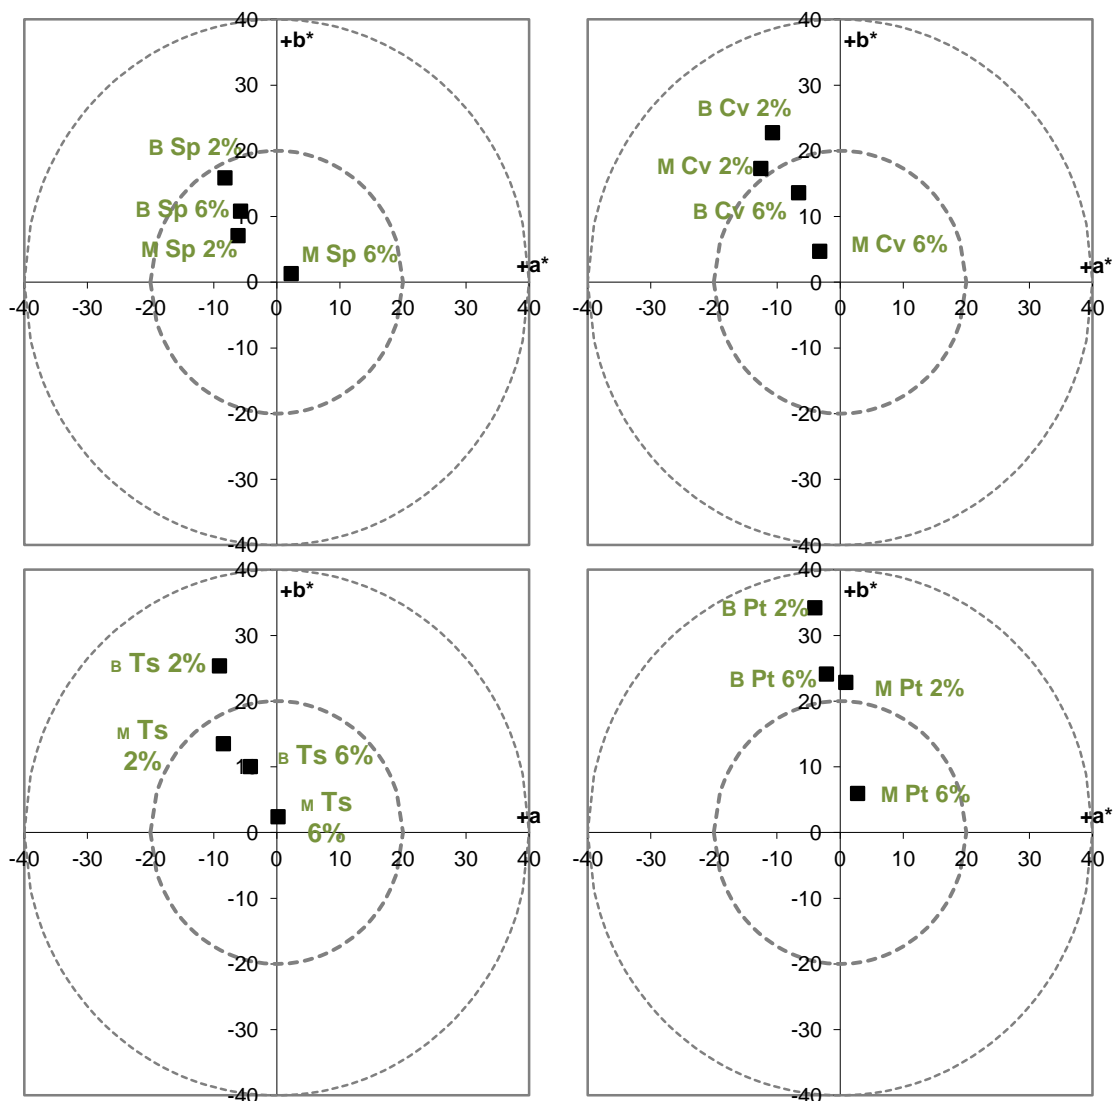 40
+b*
30
B Sp 2%
20
B Sp 6%
10
M Sp 2%
M Sp 6%
+a*
0
-40 -30 -20 -10 0 10 20 30 40
-10
-20
-30
-40
40
+b*
30
B Cv 2%
20
M Cv 2%
B Cv 6%
10
M Cv 6%
+a*
0
-40 -30 -20 -10 0 10 20 30 40
-10
-20
-30
-40
40
+b*
30
B Ts 2%
20
M Ts
2%
10
B Ts 6%
M Ts
6%
+a
0
-40 -30 -20 -10 0 10 20 30 40
-10
-20
-30
-40
40
+b*
B Pt 2%
30
B Pt 6%
M Pt 2%
20
10
M Pt 6%
+a*
0
-40 -30 -20 -10 0 10 20 30 40
-10
-20
-30
-40